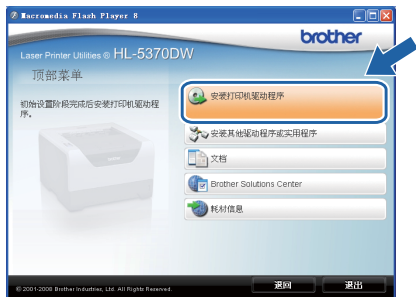 Macromedia Flash Player 8
brother
Laser Printer Utilities ® HL-5370DW
顶部菜单
初始设置阶段完成后安装打印机驱动程
序。
安装打印机驱动程序
安装其他驱动程序或实用程序
文档
Brother Solutions Center
耗材信息
© 2001-2008 Brother Industries, Ltd. All Rights Reserved.
退回
退出